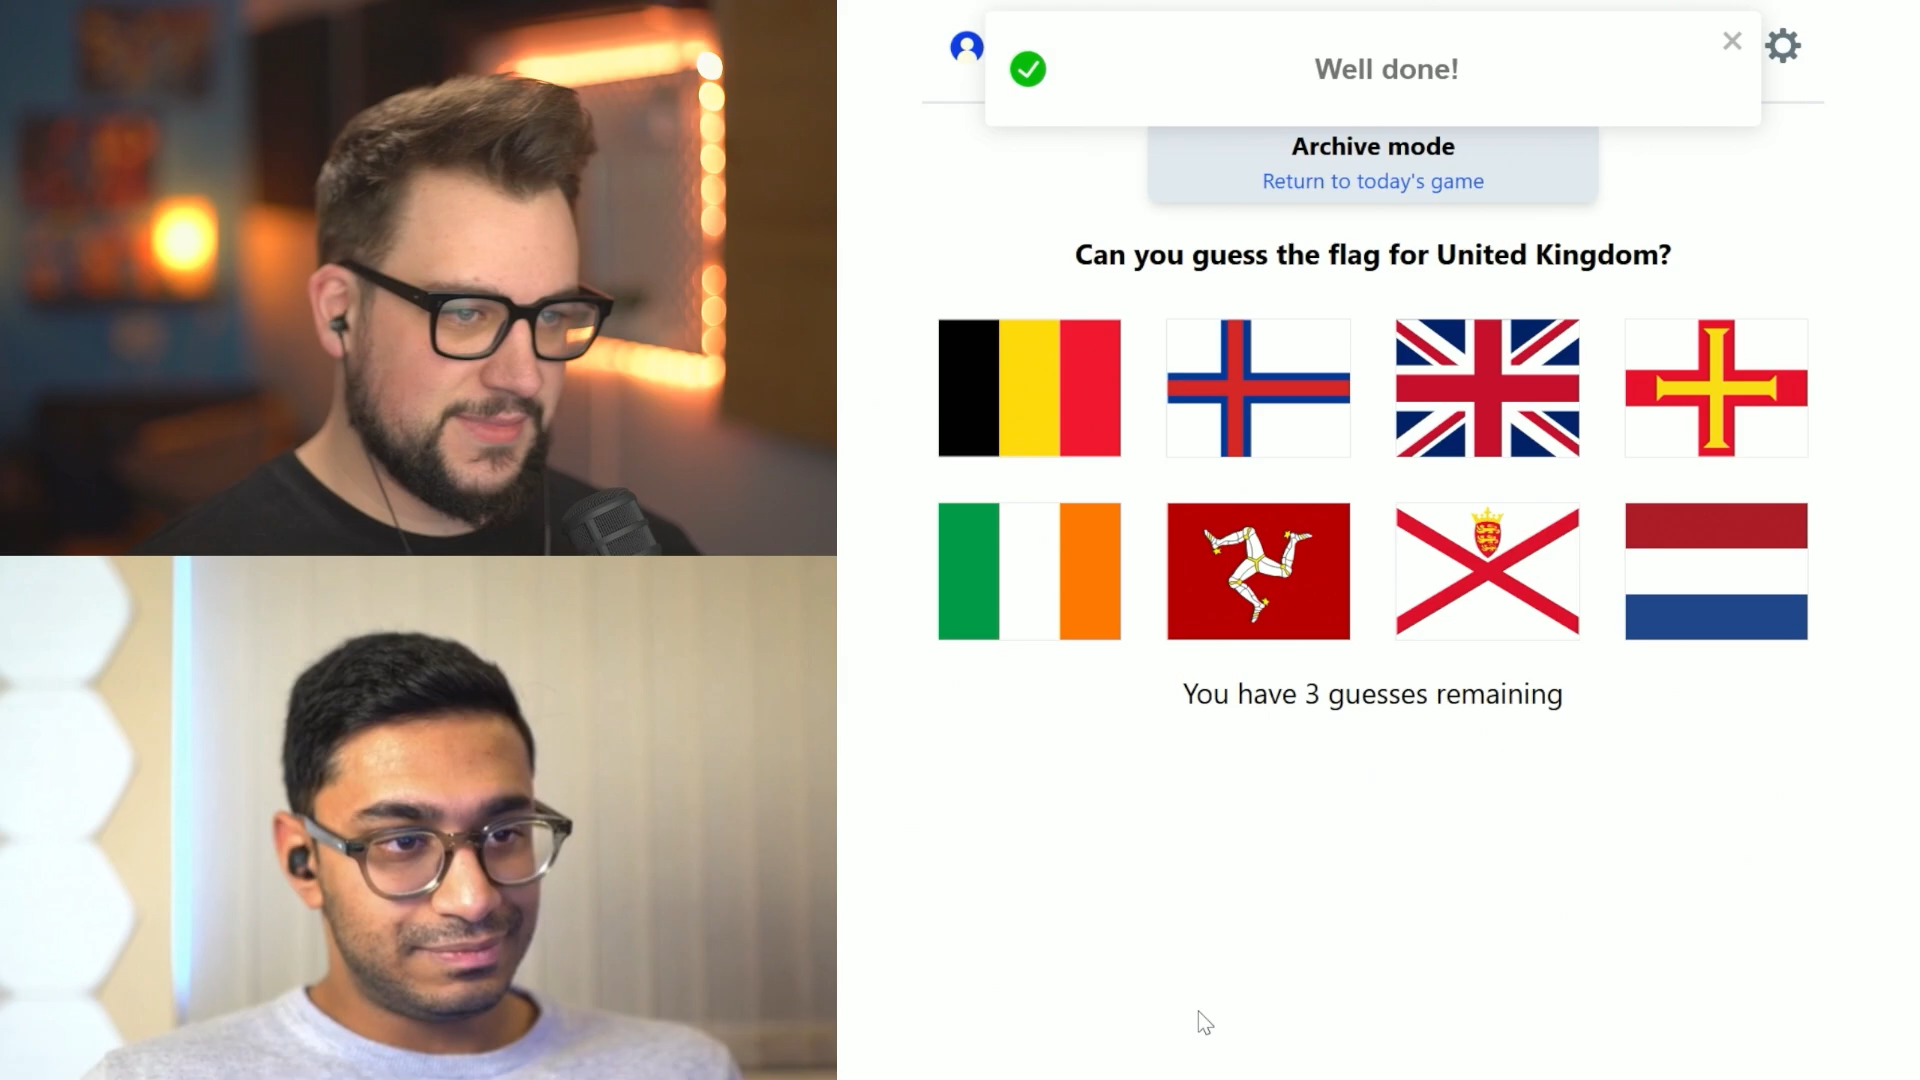 Well done!
Archive mode
Return to today's game
Can you guess the flag for United Kingdom?
You have 3 guesses remaining